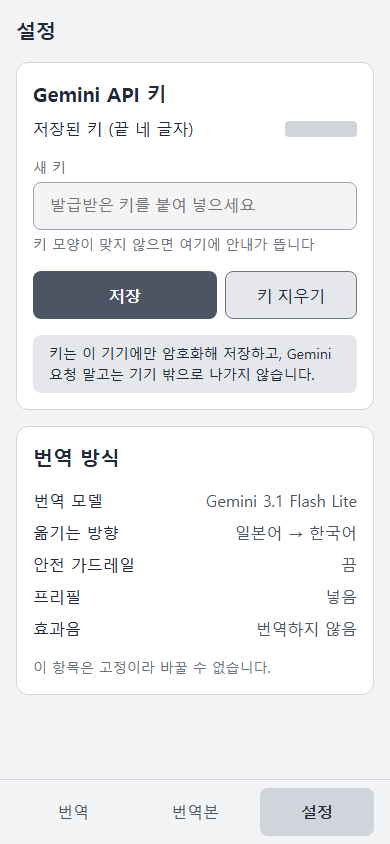 설정
Gemini API 키
저장된 키 (끝 네 글자)
새 키
발급받은 키를 붙여 넣으세요
키 모양이 맞지 않으면 여기에 안내가 뜹니다
저장
키 지우기
키는 이 기기에만 암호화해 저장하고, Gemini
요청 말고는 기기 밖으로 나가지 않습니다.
번역 방식
번역 모델 Gemini 3.1 Flash Lite
옮기는 방향 일본어 → 한국어
안전 가드레일 끔
프리필 넣음
효과음 번역하지 않음
이 항목은 고정이라 바꿀 수 없습니다.
번역 번역본 설정